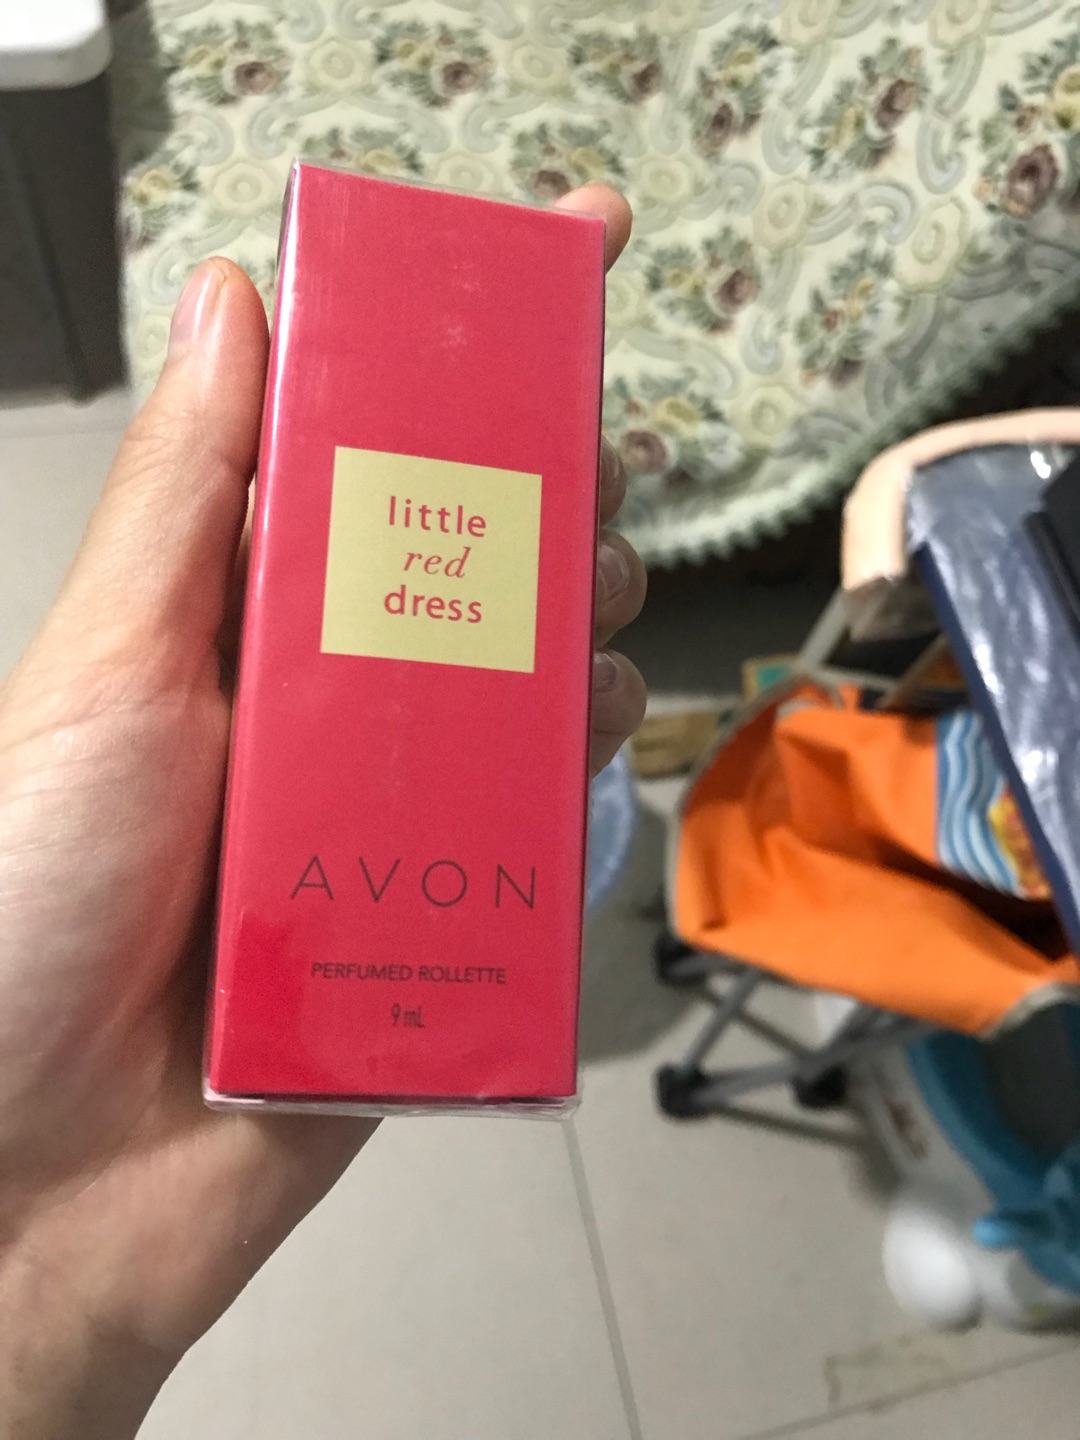 little
red
dress
AVON
PERFUMED ROLLETTE
9 mL